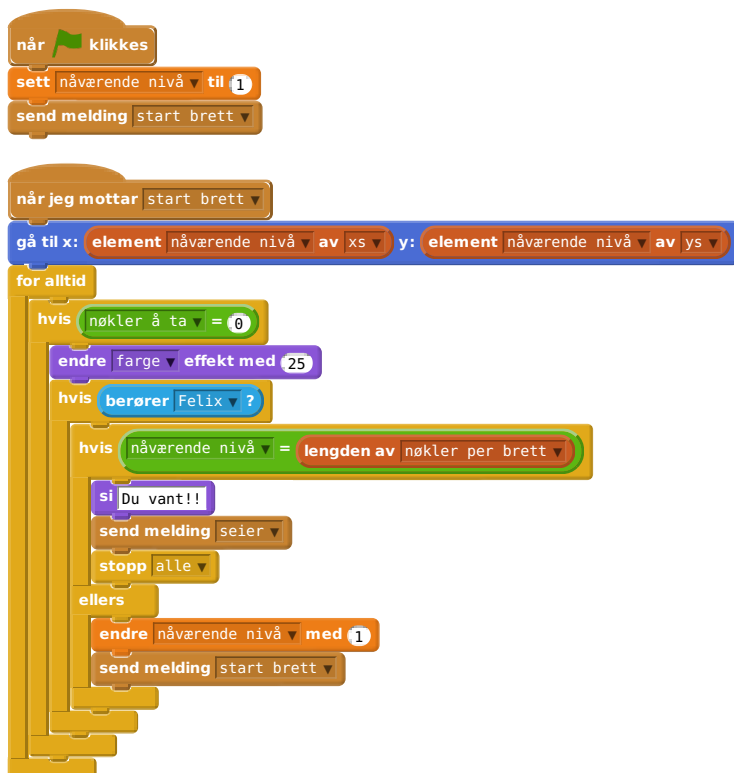 når klikkes
sett nåværende nivå ▼ til 1
send melding start brett ▼
når jeg mottar start brett ▼
gå til x: element nåværende nivå ▼ av xs ▼ y: element nåværende nivå ▼ av ys ▼
for alltid
hvis nøkler å ta ▼ = 0
endre farge ▼ effekt med 25
hvis berører Felix ▼ ?
hvis nåværende nivå ▼ = lengden av nøkler per brett ▼
si Du vant!!
send melding seier ▼
stopp alle ▼
ellers
endre nåværende nivå ▼ med 1
send melding start brett ▼